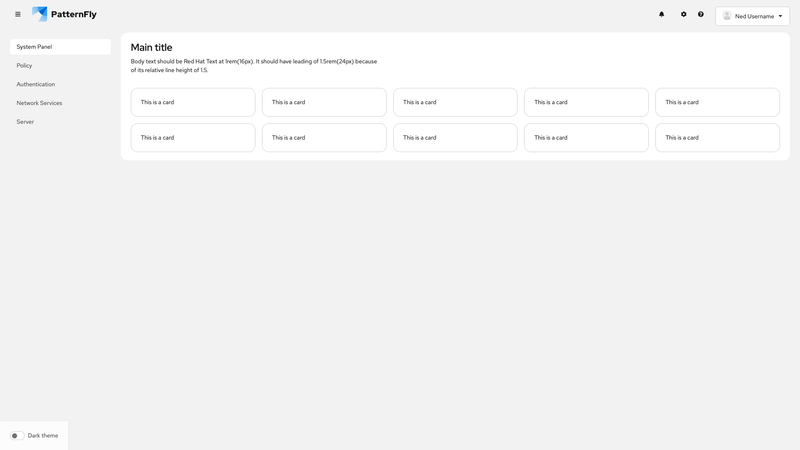 PatternFly
Ned Username
System Panel
Policy
Authentication
Network Services
Server
Main title
Body text should be Red Hat Text at 1rem(16px). It should have leading of 1.5rem(24px) because
of its relative line height of 1.5.
This is a card
This is a card
This is a card
This is a card
This is a card
This is a card
This is a card
This is a card
This is a card
This is a card
Dark theme